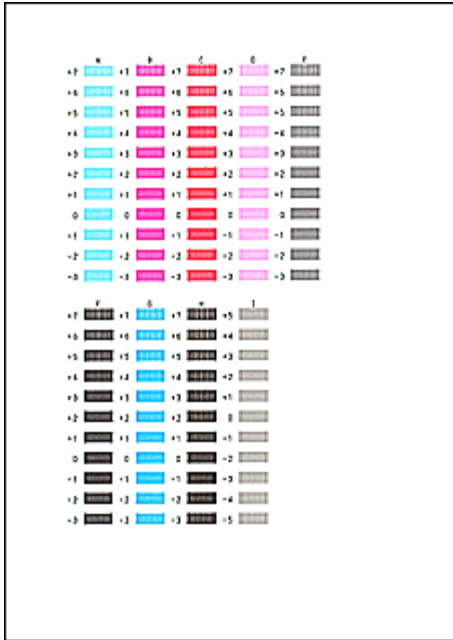 A B C D E
+7 +7 +7 +7 +7
+6 +6 +6 +6 +6
+5 +5 +5 +5 +5
+4 +4 +4 +4 +4
+3 +3 +3 +3 +3
+2 +2 +2 +2 +2
+1 +1 +1 +1 +1
0 0 0 0 0
-1 -1 -1 -1 -1
-2 -2 -2 -2 -2
-3 -3 -3 -3 -3
F G H I
+7 +7 +7 +5
+6 +6 +6 +4
+5 +5 +5 +3
+4 +4 +4 +2
+3 +3 +3 +1
+2 +2 +2 0
+1 +1 +1 -1
0 0 0 -2
-1 -1 -1 -3
-2 -2 -2 -4
-3 -3 -3 -5